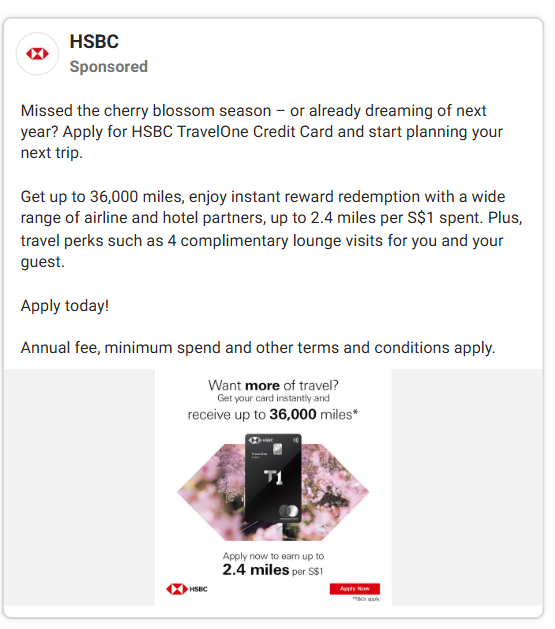 HSBC
Sponsored
Missed the cherry blossom season – or already dreaming of next
year? Apply for HSBC TravelOne Credit Card and start planning your
next trip.
Get up to 36,000 miles, enjoy instant reward redemption with a wide
range of airline and hotel partners, up to 2.4 miles per S$1 spent. Plus,
travel perks such as 4 complimentary lounge visits for you and your
guest.
Apply today!
Annual fee, minimum spend and other terms and conditions apply.
Want more of travel?
Get your card instantly and
receive up to 36,000 miles*
HSBC
T1
Apply now to earn up to
2.4 miles per S$1
HSBC
Apply Now
*T&Cs apply.